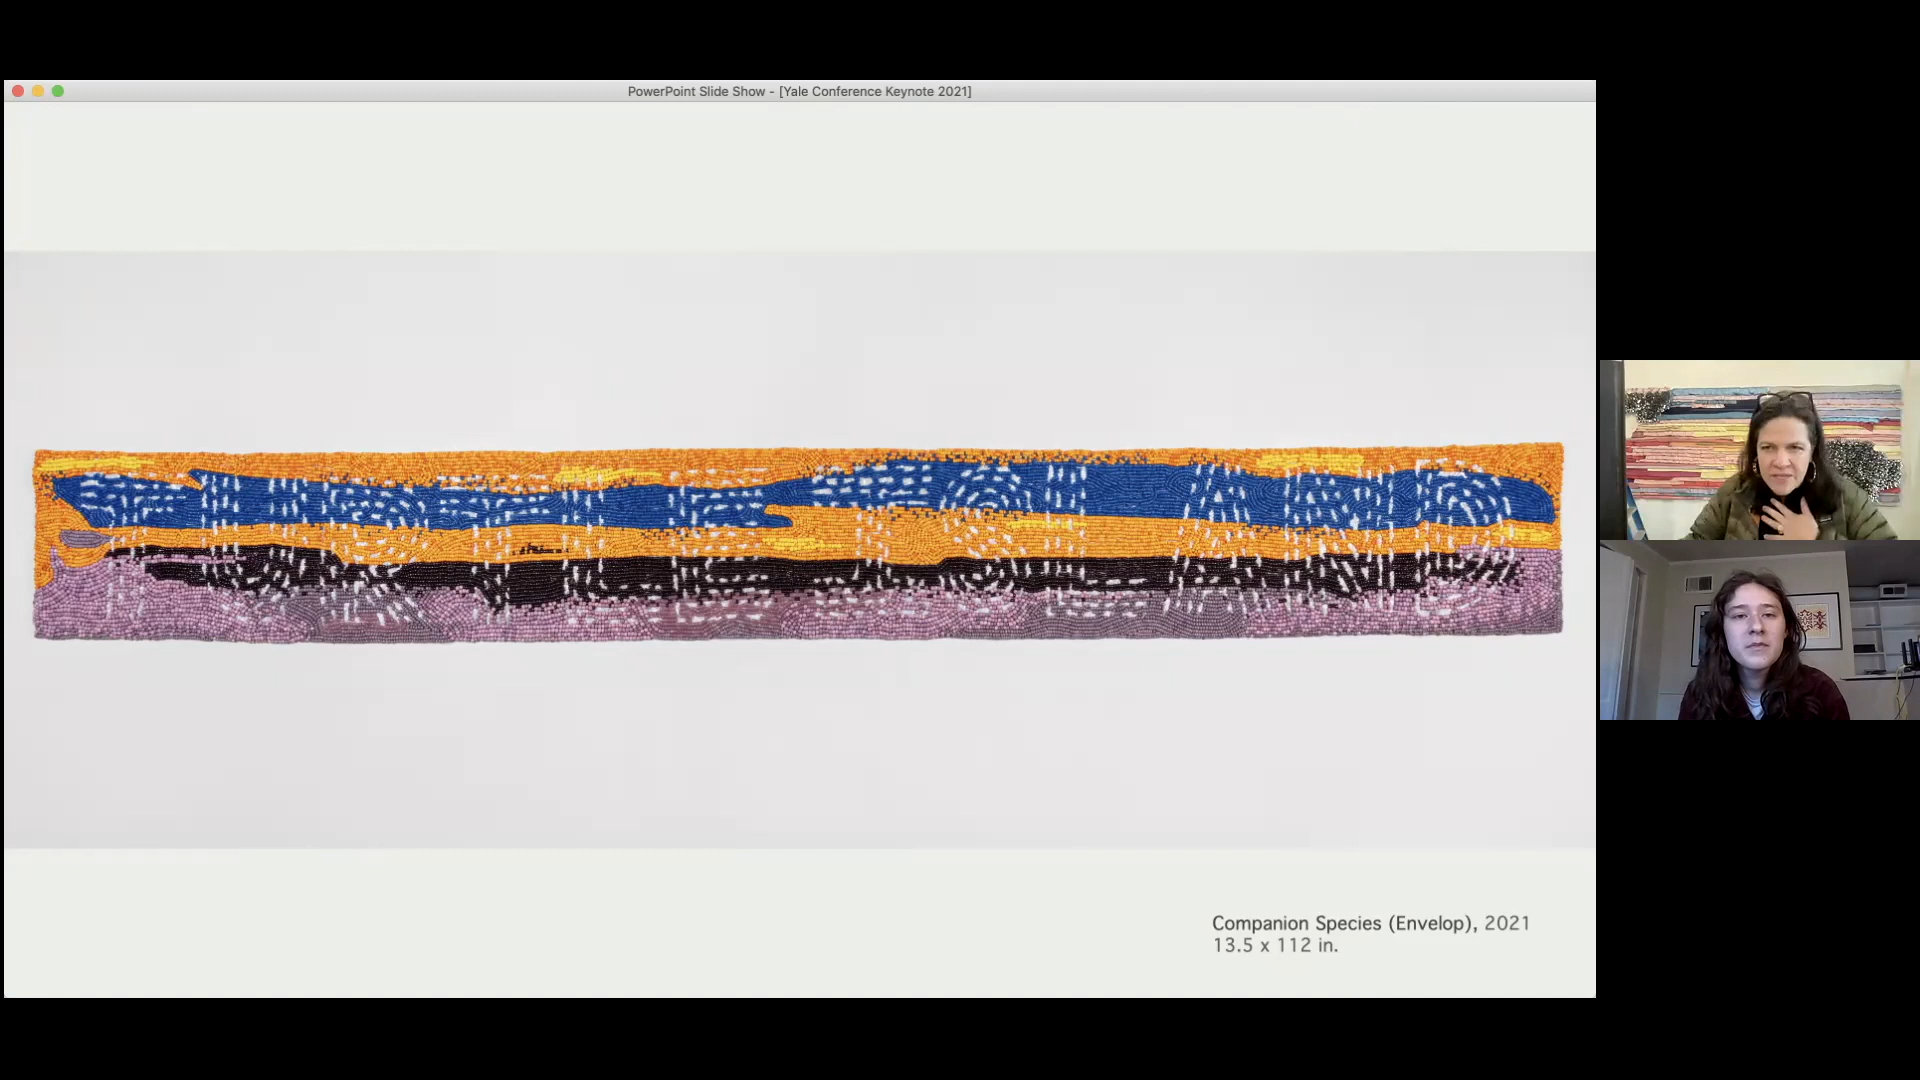 PowerPoint Slide Show - [Yale Conference Keynote 2021]
Companion Species (Envelop), 2021
13.5 x 112 in.